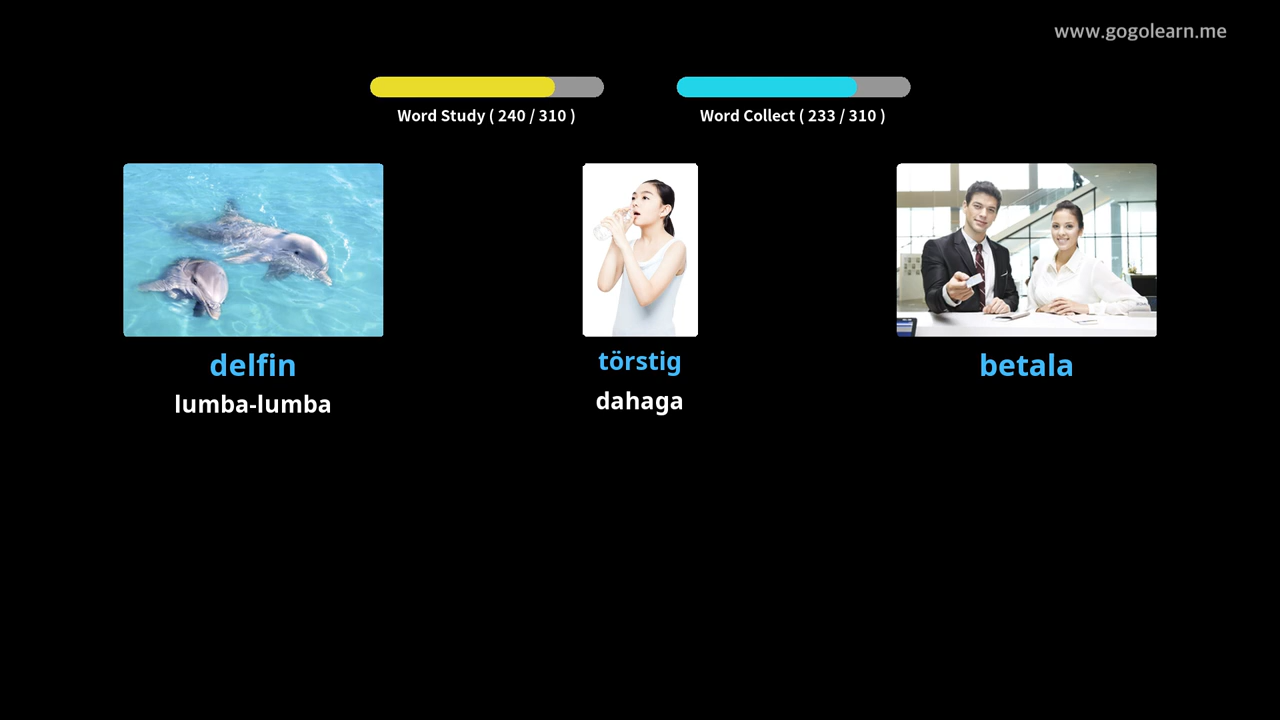 www.gogolearn.me
Word Study ( 240 / 310 )
Word Collect ( 233 / 310 )
delfin
lumba-lumba
törstig
dahaga
betala